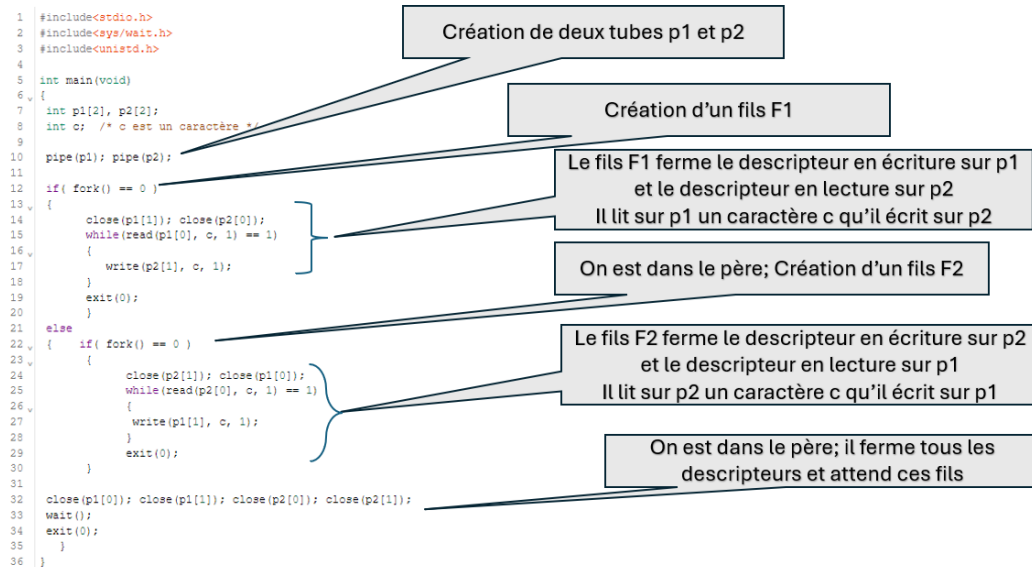 1 #include<stdio.h>
2 #include<sys/wait.h>
3 #include<unistd.h>
4
5 int main(void)
6 {
7 int p1[2], p2[2];
8 int c; /* c est un caractère */
9
10 pipe(p1); pipe(p2);
11
12 if( fork() == 0 )
13 {
14 close(p1[1]); close(p2[0]);
15 while(read(p1[0], c, 1) == 1)
16 {
17 write(p2[1], c, 1);
18 }
19 exit(0);
20 }
21 else
22 { if( fork() == 0 )
23 {
24 close(p2[1]); close(p1[0]);
25 while(read(p2[0], c, 1) == 1)
26 {
27 write(p1[1], c, 1);
28 }
29 exit(0);
30 }
31
32 close(p1[0]); close(p1[1]); close(p2[0]); close(p2[1]);
33 wait();
34 exit(0);
35 }
36 }
Création de deux tubes p1 et p2
Création d'un fils F1
Le fils F1 ferme le descripteur en écriture sur p1
et le descripteur en lecture sur p2
Il lit sur p1 un caractère c qu'il écrit sur p2
On est dans le père; Création d'un fils F2
Le fils F2 ferme le descripteur en écriture sur p2
et le descripteur en lecture sur p1
Il lit sur p2 un caractère c qu'il écrit sur p1
On est dans le père; il ferme tous les
descripteurs et attend ces fils